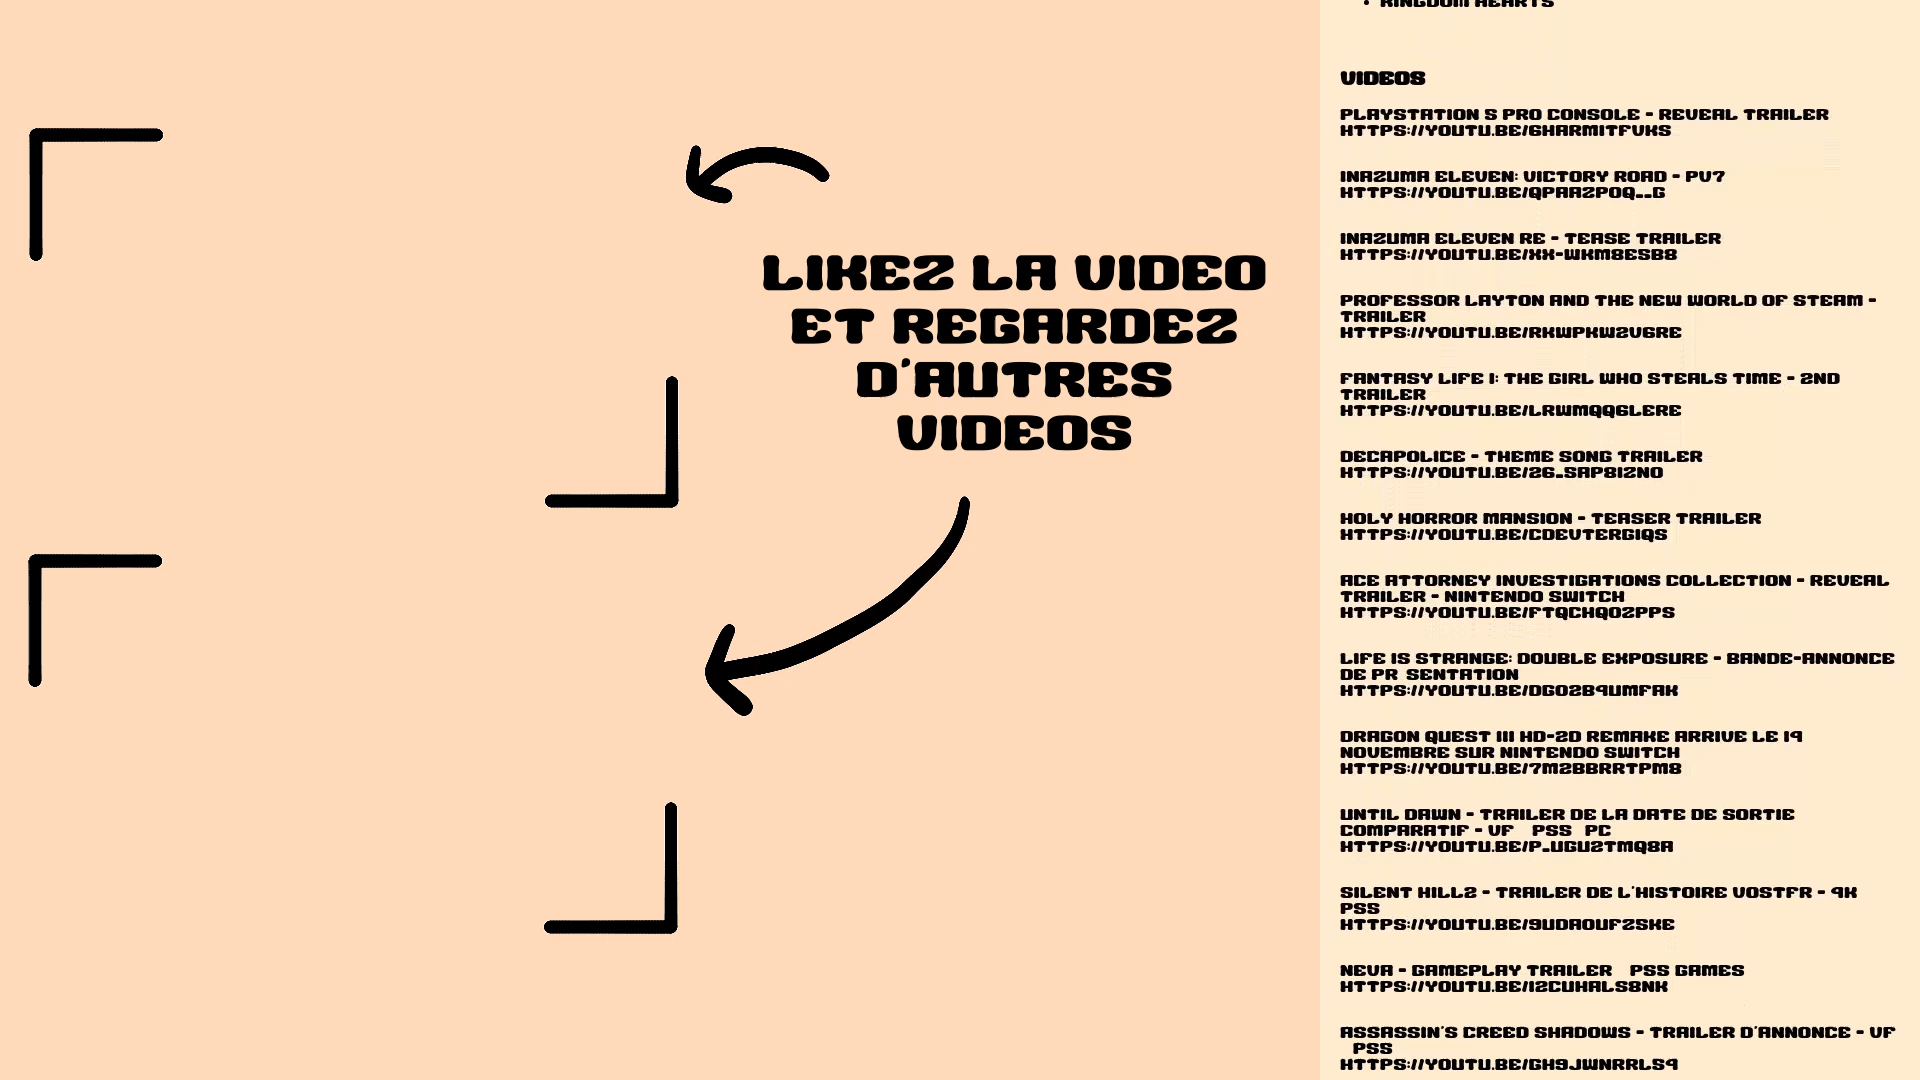 LIKEZ LA VIDEO
ET REGARDEZ
D'AUTRES
VIDEOS
KINGDOM HEARTS
VIDEOS
PLAYSTATION 5 PRO CONSOLE - REVEAL TRAILER
HTTPS://YOUTU.BE/6HARMITFVKS
INAZUMA ELEVEN: VICTORY ROAD - PV7
HTTPS://YOUTU.BE/QPAAZPOQ__G
INAZUMA ELEVEN RE - TEASE TRAILER
HTTPS://YOUTU.BE/XX-WKM8ESB8
PROFESSOR LAYTON AND THE NEW WORLD OF STEAM -
TRAILER
HTTPS://YOUTU.BE/RKWPKW2V6RE
FANTASY LIFE I: THE GIRL WHO STEALS TIME - 2ND
TRAILER
HTTPS://YOUTU.BE/LRWMQQ6LERE
DECAPOLICE - THEME SONG TRAILER
HTTPS://YOUTU.BE/26_SAP8IZNO
HOLY HORROR MANSION - TEASER TRAILER
HTTPS://YOUTU.BE/CDEVTERGIQS
ACE ATTORNEY INVESTIGATIONS COLLECTION - REVEAL
TRAILER - NINTENDO SWITCH
HTTPS://YOUTU.BE/FTQCHQOZPPS
LIFE IS STRANGE: DOUBLE EXPOSURE - BANDE-ANNONCE
DE PR SENTATION
HTTPS://YOUTU.BE/DGO2B4UMFAK
DRAGON QUEST III HD-2D REMAKE ARRIVE LE 14
NOVEMBRE SUR NINTENDO SWITCH
HTTPS://YOUTU.BE/7M2BBRRTPM8
UNTIL DAWN - TRAILER DE LA DATE DE SORTIE
COMPARATIF - VF PS5 PC
HTTPS://YOUTU.BE/P_UGUZTMQ8A
SILENT HILL2 - TRAILER DE L'HISTOIRE VOSTFR - 4K
PS5
HTTPS://YOUTU.BE/9UDAOUFZSKE
NEVA - GAMEPLAY TRAILER PS5 GAMES
HTTPS://YOUTU.BE/I2CUHALS8NK
ASSASSIN'S CREED SHADOWS - TRAILER D'ANNONCE - VF
PS5
HTTPS://YOUTU.BE/GH9JWNRRLS4